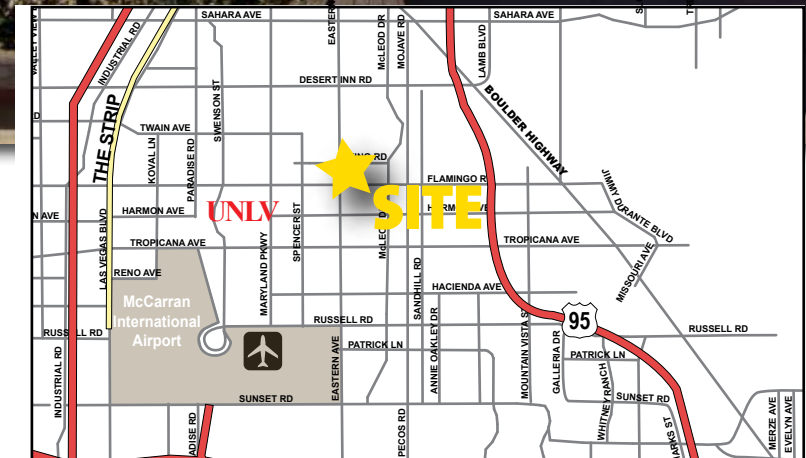 SAHARA AVE
SAHARA AVE
INDUSTRIAL RD
EASTERN
McLEOD DR
MOJAVE RD
LAMB BLVD
DESERT INN RD
THE STRIP
SWENSON ST
BOULDER HIGHWAY
TWAIN AVE
KOVAL LN
PARADISE RD
FLAMINGO R
JIMMY DURANTE BLVD
SITE
UNLV
HARMON AVE
N AVE
LAS VEGAS BLVD
SPENCER ST
MARYLAND PKWY
TROPICANA AVE
TROPICANA AVE
MISSOURI AVE
RENO AVE
SANDHILL RD
HACIENDA AVE
McCarran
International
Airport
RUSSELL RD
RUSSELL RD
95
RUSSELL RD
ANNIE OAKLEY DR
MOUNTAIN VISTA S
GALLERIA DR
PATRICK LN
PATRICK LN
EASTERN AVE
INDUSTRIAL RD
WHITNEY RANCH
SUNSET RD
SUNSET RD
ADISE RD
PECOS RD
ARKS ST
MERZE AVE
EVELYN AVE